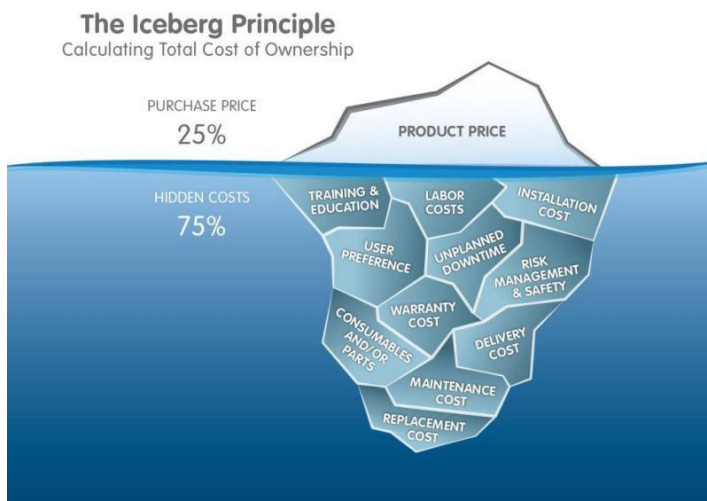 The Iceberg Principle
Calculating Total Cost of Ownership
PURCHASE PRICE
25%
PRODUCT PRICE
HIDDEN COSTS
75%
TRAINING &
EDUCATION
LABOR
COSTS
INSTALLATION
COST
USER
PREFERENCE
UNPLANNED
DOWNTIME
RISK
MANAGEMENT
& SAFETY
WARRANTY
COST
CONSUMABLES
AND/OR
PARTS
DELIVERY
COST
MAINTENANCE
COST
REPLACEMENT
COST